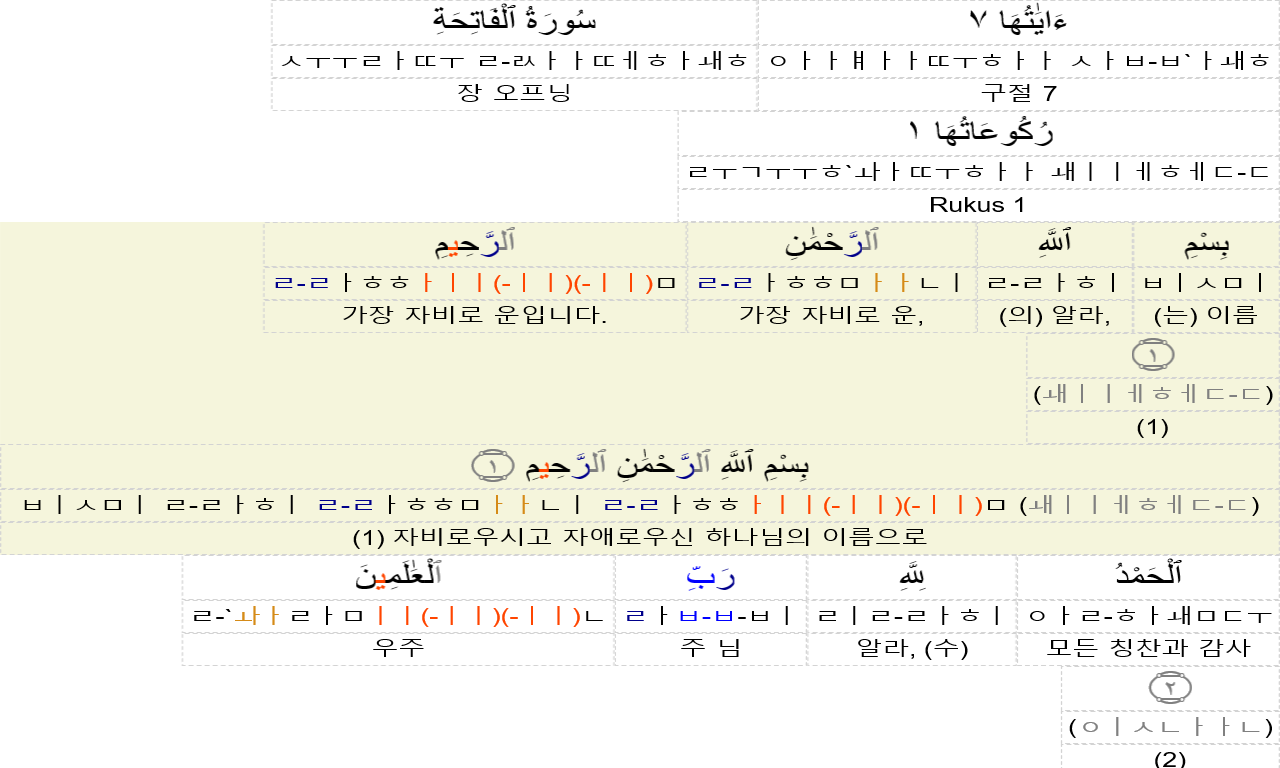 ءَايَٰتُهَا ٧ سُورَةُ ٱلْفَاتِحَةِ
ㅇㅏㅏㅒㅏㅏㄸㅜㅎㅏㅏ ㅅㅏㅂ-ㅂ`ㅏㅙㅎ ㅅㅜㅜㄹㅏㄸㅜ ㄹ-ㄽㅏㅏㄸㅔㅎㅏㅙㅎ
구절 7 장 오프닝
رُكُوعَاتُهَا ١
ㄹㅜㄱㅜㅜㅎ`ㅘㅏㄸㅜㅎㅏㅏ ㅙㅣㅣㅔㅎㅔㄷ-ㄷ
Rukus 1
بِسْمِ ٱللَّهِ ٱلرَّحْمَٰنِ ٱلرَّحِيمِ
ㅂㅣㅅㅁㅣ ㄹ-ㄹㅏㅎㅣ ㄹ-ㄹㅏㅎㅎㅁㅏㅏㄴㅣ ㄹ-ㄹㅏㅎㅎㅏㅣㅣ(-ㅣㅣ)(-ㅣㅣ)ㅁ
(는) 이름 (의) 알라, 가장 자비로 운, 가장 자비로 운입니다.
١
(ㅙㅣㅣㅔㅎㅔㄷ-ㄷ)
(1)
بِسْمِ ٱللَّهِ ٱلرَّحْمَٰنِ ٱلرَّحِيمِ ١
ㅂㅣㅅㅁㅣ ㄹ-ㄹㅏㅎㅣ ㄹ-ㄹㅏㅎㅎㅁㅏㅏㄴㅣ ㄹ-ㄹㅏㅎㅎㅏㅣㅣ(-ㅣㅣ)(-ㅣㅣ)ㅁ (ㅙㅣㅣㅔㅎㅔㄷ-ㄷ)
(1) 자비로우시고 자애로우신 하나님의 이름으로
ٱلْحَمْدُ لِلَّهِ رَبِّ ٱلْعَٰلَمِينَ
ㅇㅏㄹ-ㅎㅏㅙㅁㄷㅜ ㄹㅣㄹ-ㄹㅏㅎㅣ ㄹㅏㅂ-ㅂ-ㅂㅣ ㄹ-`ㅘㅏㄹㅏㅁㅣㅣ(-ㅣㅣ)(-ㅣㅣ)ㄴ
모든 칭찬과 감사 알라, (수) 주 님 우주
٢
(ㅇㅣㅅㄴㅏㅏㄴ)
(2)